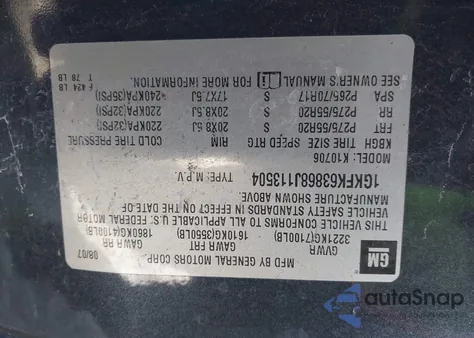 GM
MFD BY GENERAL MOTORS CORP.
08/07
GVWR GAWR FRT GAWR RR
3221KG(7100LB) 1610KG(3550LB) 1860KG(4100LB)
THIS VEHICLE CONFORMS TO ALL APPLICABLE U.S. FEDERAL MOTOR
VEHICLE SAFETY STANDARDS IN EFFECT ON THE DATE OF
MANUFACTURE SHOWN ABOVE.
1GKFK63868J113504 TYPE: M.P.V.
MODEL: K10706
KBGH TIRE SIZE SPEED RTG RIM COLD TIRE PRESSURE
FRT P275/55R20 S 20X8.5J 220KPA(32PSI)
RR P275/55R20 S 20X8.5J 220KPA(32PSI)
SPA P265/70R17 S 17X7.5J *240KPA(35PSI)
SEE OWNER'S MANUAL FOR MORE INFORMATION.
F 424 LB
T 78 LB
autoSnap